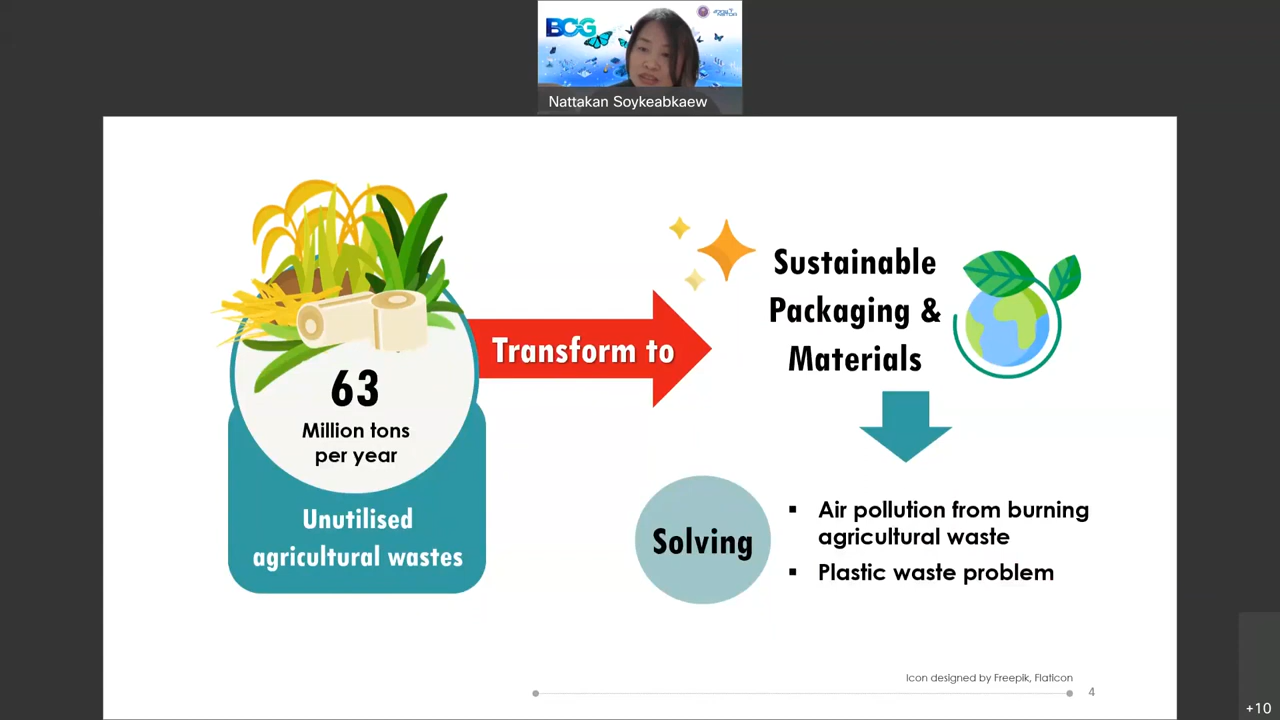 BCG
Nattakan Soykeabkaew
63
Million tons
per year
Unutilised
agricultural wastes
Transform to
Sustainable
Packaging &
Materials
Solving
▪ Air pollution from burning
agricultural waste
▪ Plastic waste problem
Icon designed by Freepik, Flaticon
4
+10